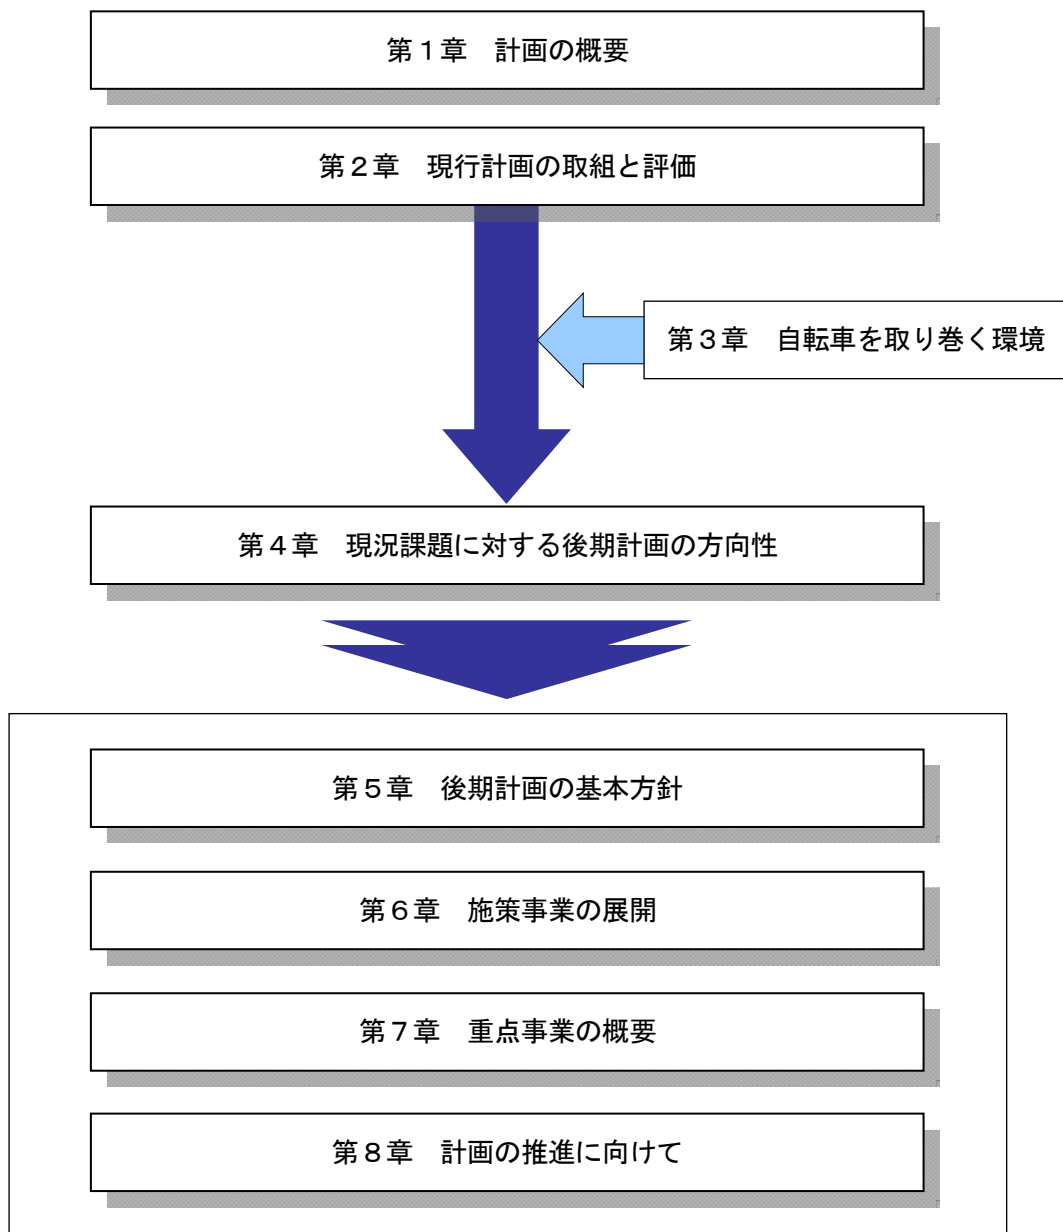 第１章　計画の概要
第２章　現行計画の取組と評価
第３章　自転車を取り巻く環境
第４章　現況課題に対する後期計画の方向性
第５章　後期計画の基本方針
第６章　施策事業の展開
第７章　重点事業の概要
第８章　計画の推進に向けて